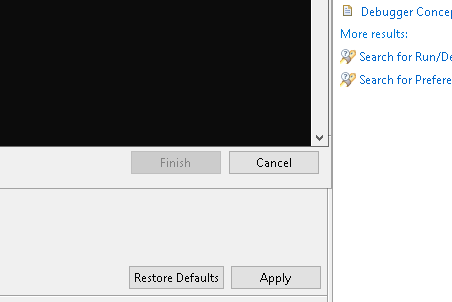 Debugger Concep
More results:
Search for Run/De
Search for Prefere
Finish
Cancel
Restore Defaults
Apply